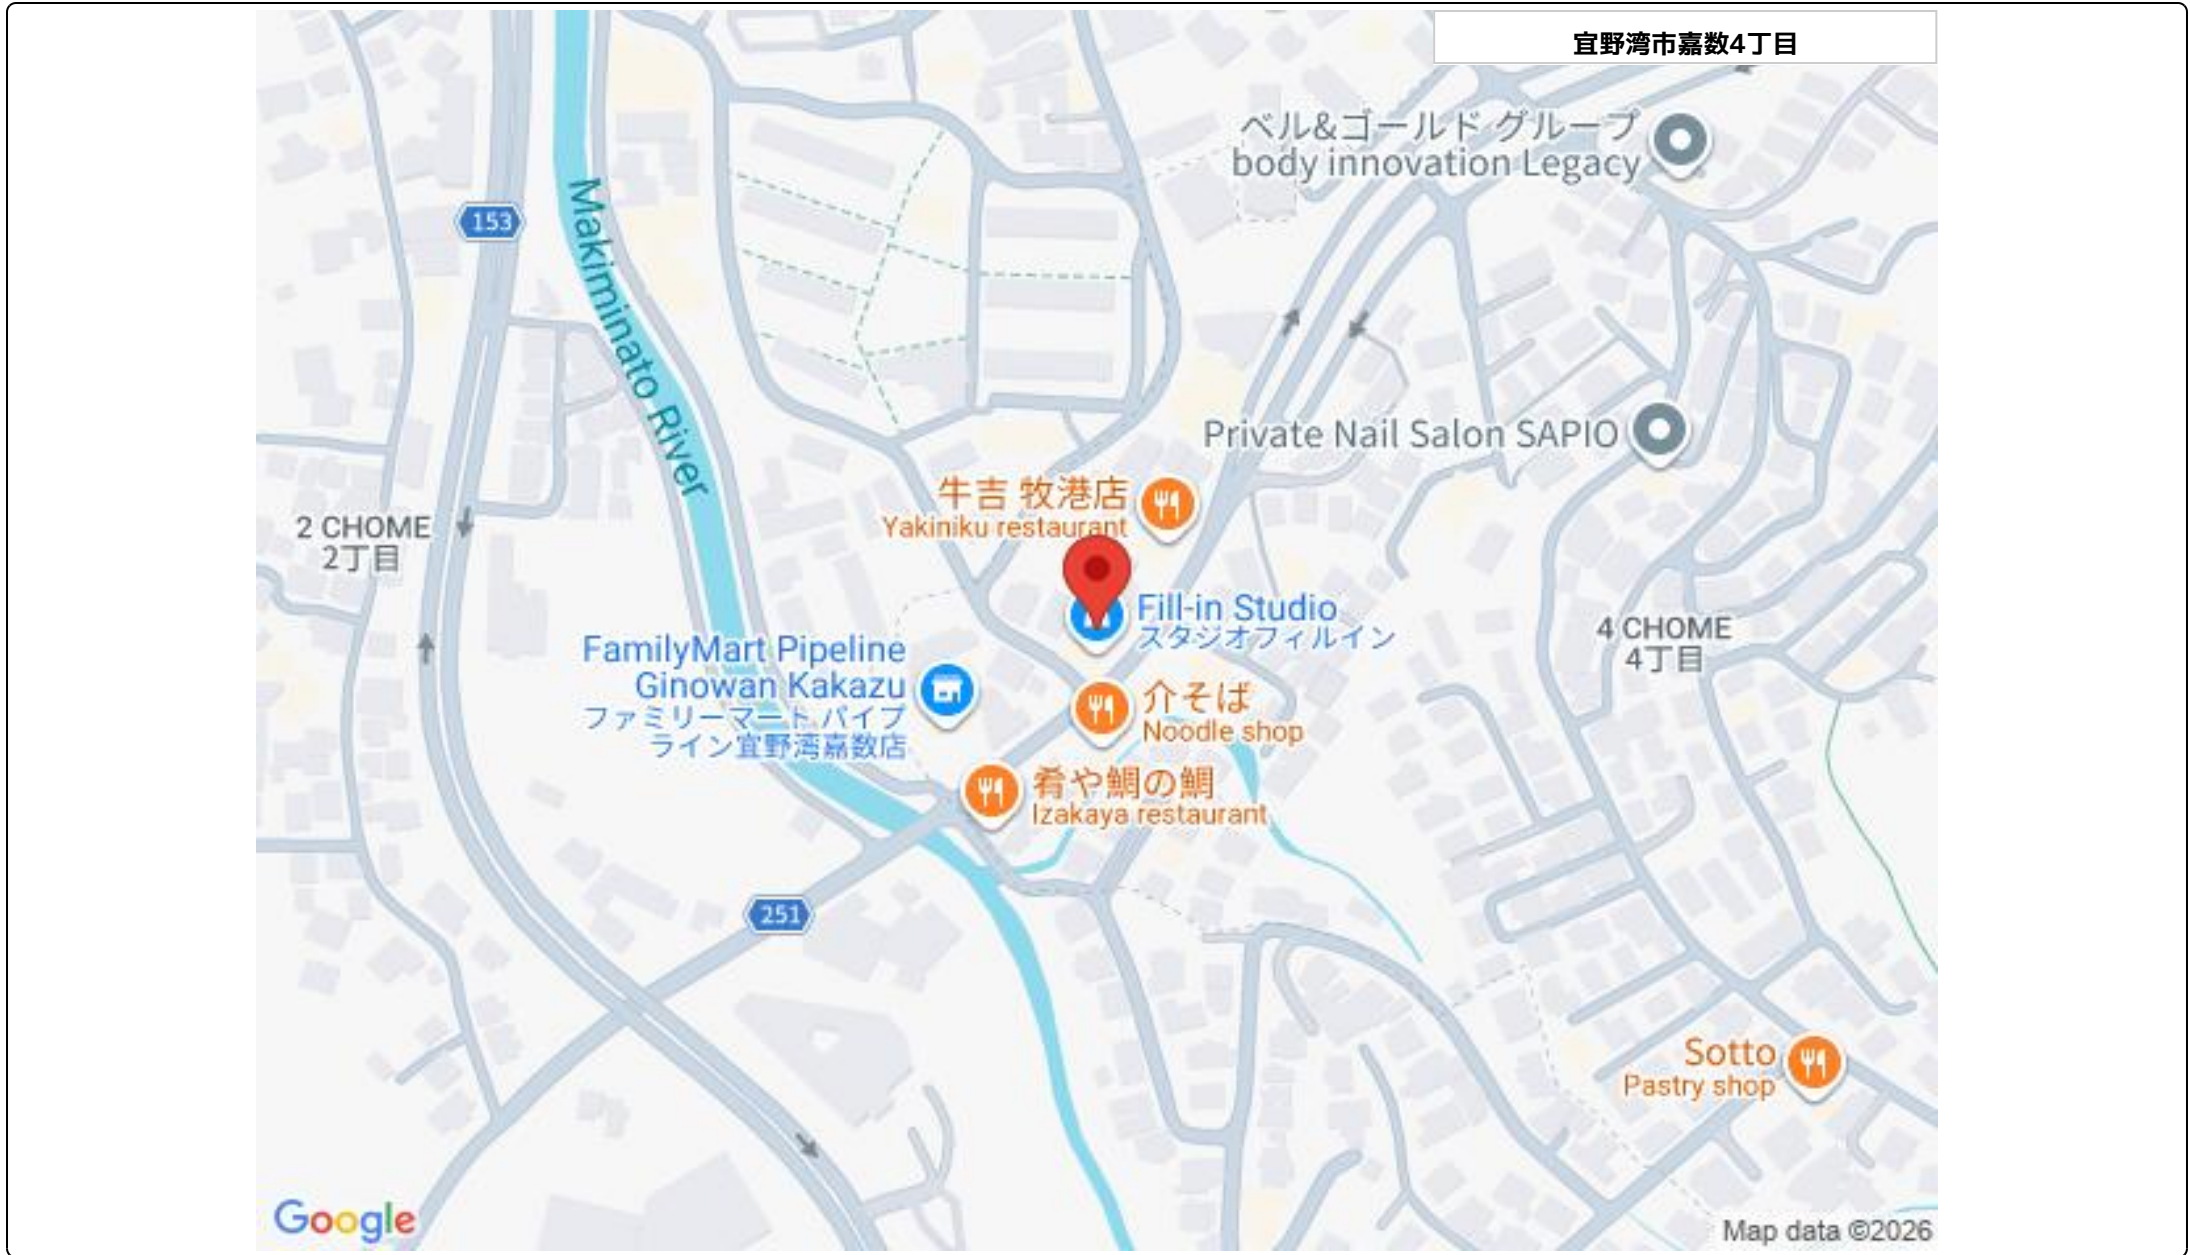 宜野湾市嘉数4丁目
ベル&ゴールド グループ
body innovation Legacy
153
Makiminato River
Private Nail Salon SAPIO
牛吉 牧港店
Yakiniku restaurant
2 CHOME
2丁目
Fill-in Studio
スタジオフィルイン
4 CHOME
4丁目
FamilyMart Pipeline
Ginowan Kakazu
ファミリーマート パイプ
ライン宜野湾嘉数店
介そば
Noodle shop
肴や鯛の鯛
Izakaya restaurant
251
Sotto
Pastry shop
Google
Map data ©2026